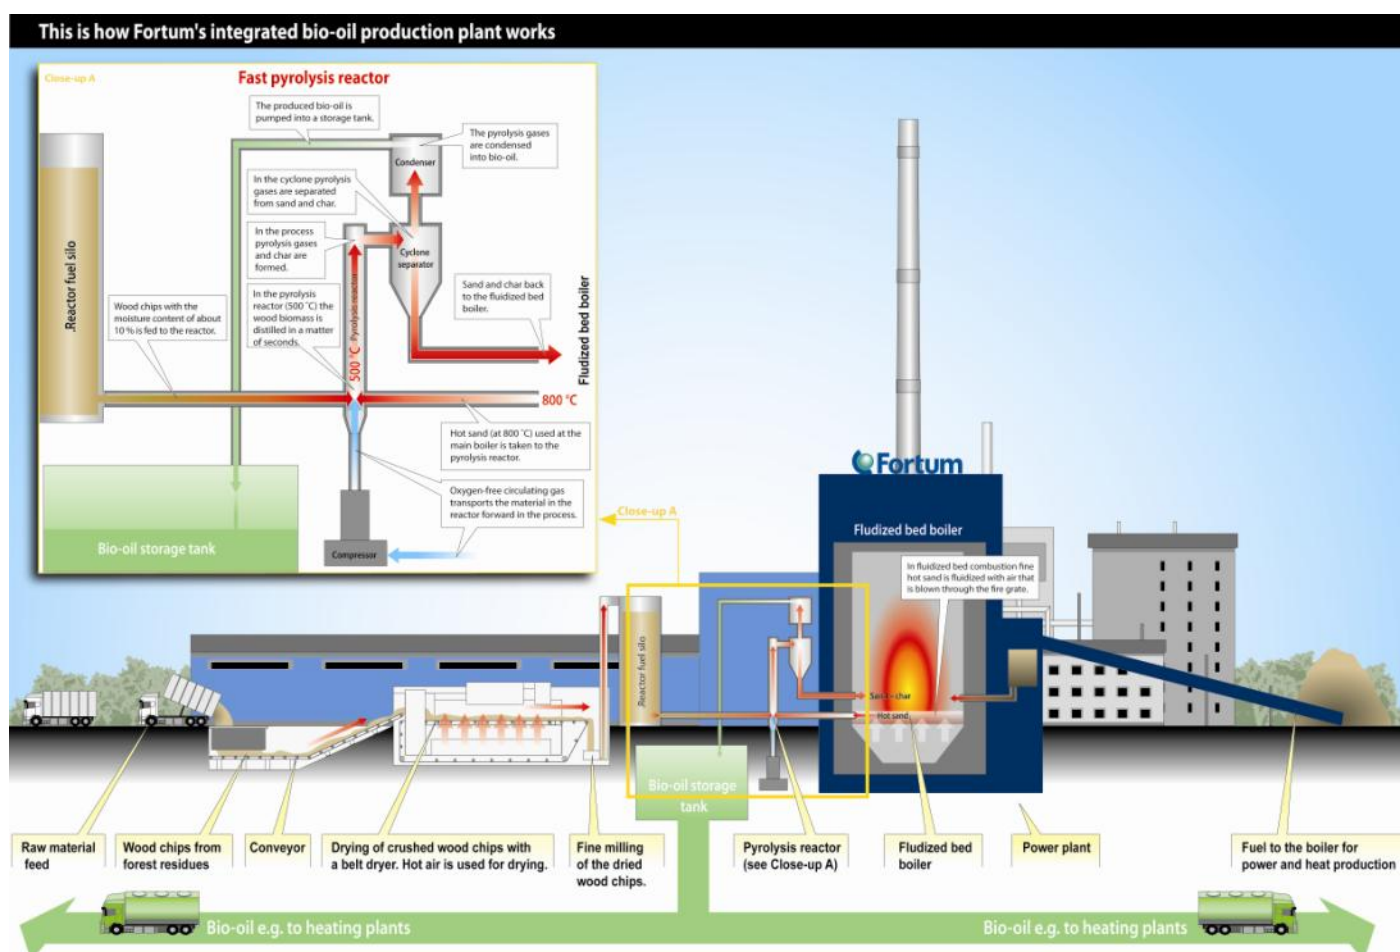 This is how Fortum's integrated bio-oil production plant works
Close-up A
Fast pyrolysis reactor
The produced bio-oil is
pumped into a storage tank.
The pyrolysis gases
are condensed
into bio-oil.
Condenser
In the cyclone pyrolysis
gases are separated
from sand and char.
In the process
pyrolysis gases
and char are
formed.
Cyclone
separator
.Reactor fuel silo
Wood chips with the
moisture content of about
10 % is fed to the reactor.
In the pyrolysis
reactor (500 ˚C) the
wood biomass is
distilled in a matter
of seconds.
500 °C
Pyrolysis reactor
Sand and char back
to the fluidized bed
boiler.
Fludized bed boiler
800 °C
Hot sand (at 800 ˚C) used at the
main boiler is taken to the
pyrolysis reactor.
Oxygen-free circulating gas
transports the material in the
reactor forward in the process.
Bio-oil storage tank
Compressor
Close-up A
Fortum
Fludized bed boiler
In fluidized bed combustion fine
hot sand is fluidized with air that
is blown through the fire grate.
.Reactor fuel silo
Sand + char
Hot sand
Bio-oil storage
tank
Raw material
feed
Wood chips from
forest residues
Conveyor
Drying of crushed wood chips with
a belt dryer. Hot air is used for drying.
Fine milling
of the dried
wood chips.
Pyrolysis reactor
(see Close-up A)
Fludized bed
boiler
Power plant
Fuel to the boiler for
power and heat production
Bio-oil e.g. to heating plants
Bio-oil e.g. to heating plants